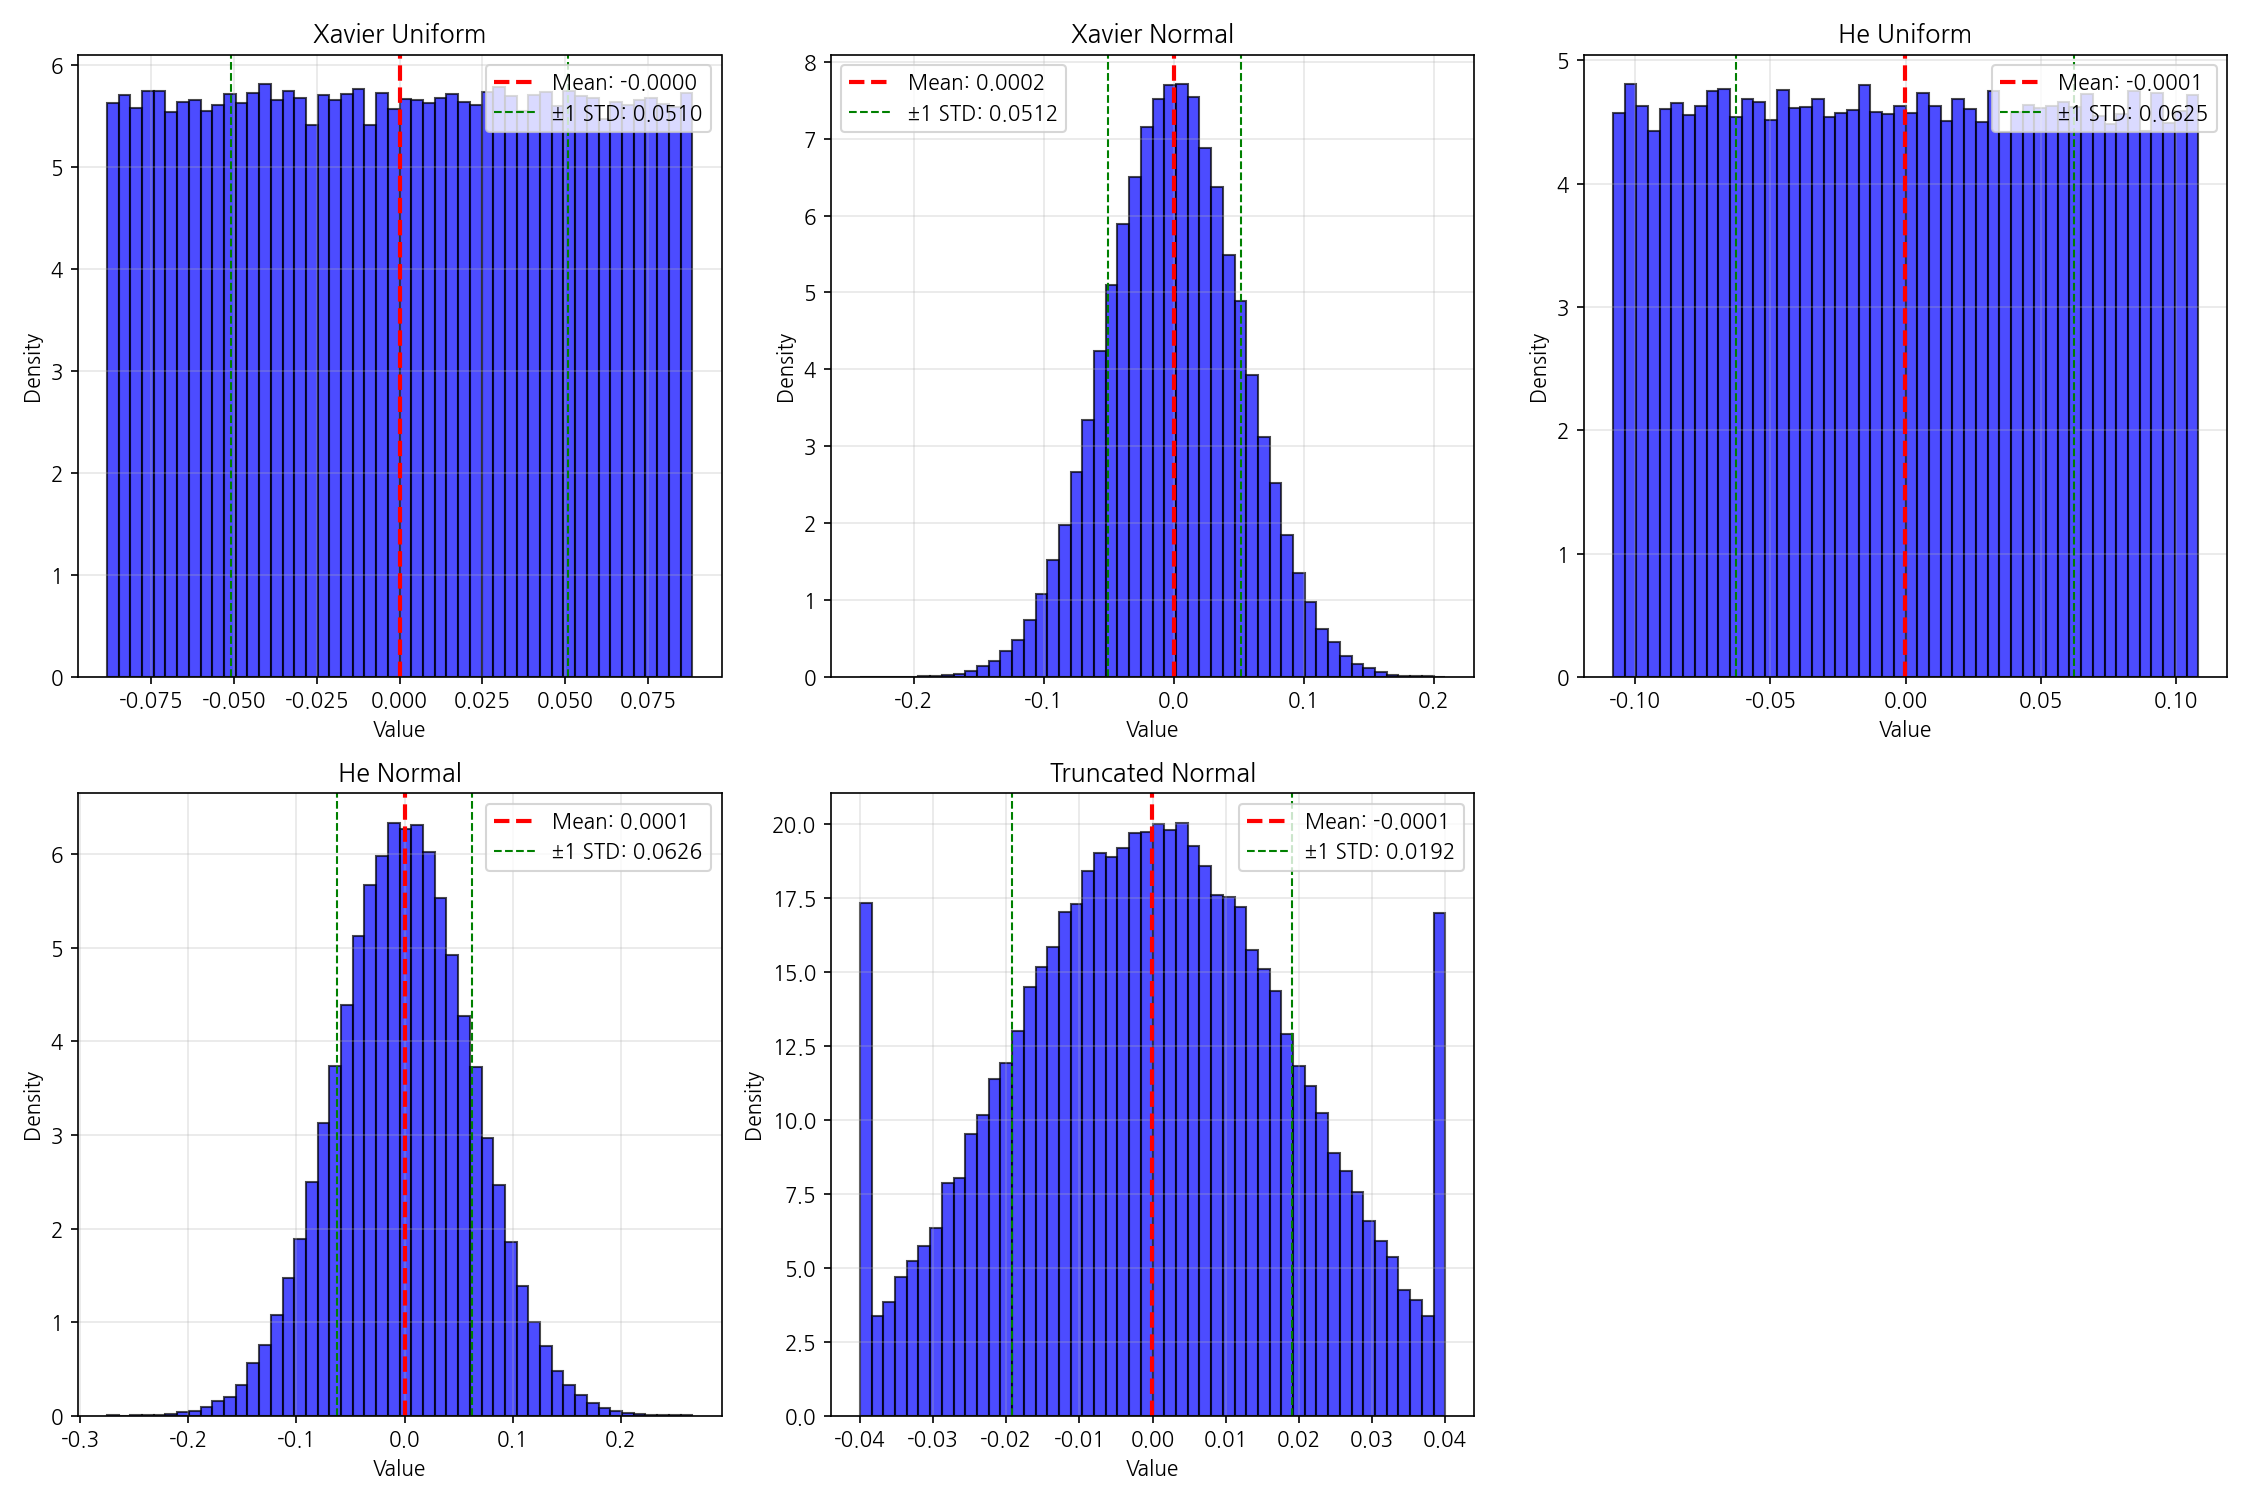 Xavier Uniform
Mean: -0.0000
±1 STD: 0.0510
Density
6
5
4
3
2
1
0
-0.075 -0.050 -0.025 0.000 0.025 0.050 0.075
Value
Xavier Normal
Mean: 0.0002
±1 STD: 0.0512
Density
8
7
6
5
4
3
2
1
0
-0.2 -0.1 0.0 0.1 0.2
Value
He Uniform
Mean: -0.0001
±1 STD: 0.0625
Density
5
4
3
2
1
0
-0.10 -0.05 0.00 0.05 0.10
Value
He Normal
Mean: 0.0001
±1 STD: 0.0626
Density
6
5
4
3
2
1
0
-0.3 -0.2 -0.1 0.0 0.1 0.2
Value
Truncated Normal
Mean: -0.0001
±1 STD: 0.0192
Density
20.0
17.5
15.0
12.5
10.0
7.5
5.0
2.5
0.0
-0.04 -0.03 -0.02 -0.01 0.00 0.01 0.02 0.03 0.04
Value